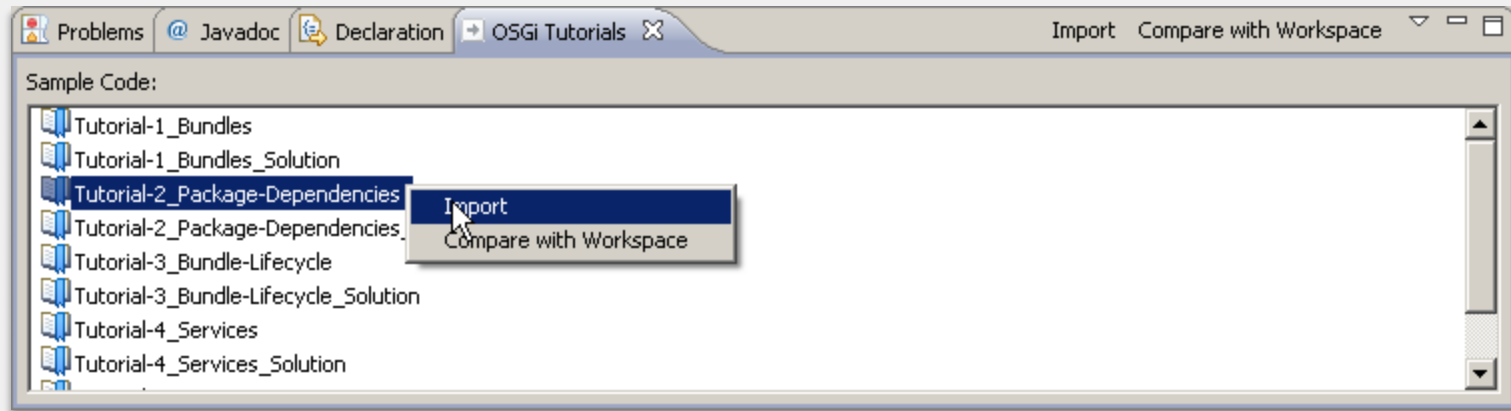 Problems @ Javadoc Declaration OSGi Tutorials Import Compare with Workspace
Sample Code:
Tutorial-1_Bundles
Tutorial-1_Bundles_Solution
Tutorial-2_Package-Dependencies
Import
Tutorial-2_Package-Dependencies_
Compare with Workspace
Tutorial-3_Bundle-Lifecycle
Tutorial-3_Bundle-Lifecycle_Solution
Tutorial-4_Services
Tutorial-4_Services_Solution